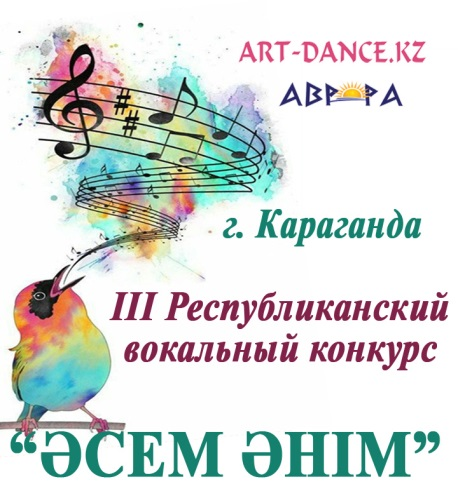 ART-DANCE.KZ
АВРОРА
г. Караганда
III Республиканский
вокальный конкурс
“ӘСЕМ ӘНІМ”